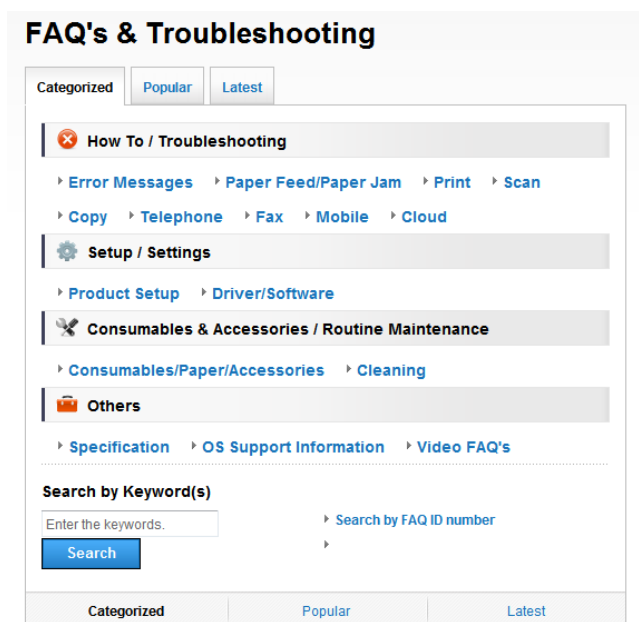 FAQ's & Troubleshooting
Categorized Popular Latest
How To / Troubleshooting
Error Messages Paper Feed/Paper Jam Print Scan
Copy Telephone Fax Mobile Cloud
Setup / Settings
Product Setup Driver/Software
Consumables & Accessories / Routine Maintenance
Consumables/Paper/Accessories Cleaning
Others
Specification OS Support Information Video FAQ's
Search by Keyword(s)
Enter the keywords. Search by FAQ ID number
Search
Categorized Popular Latest